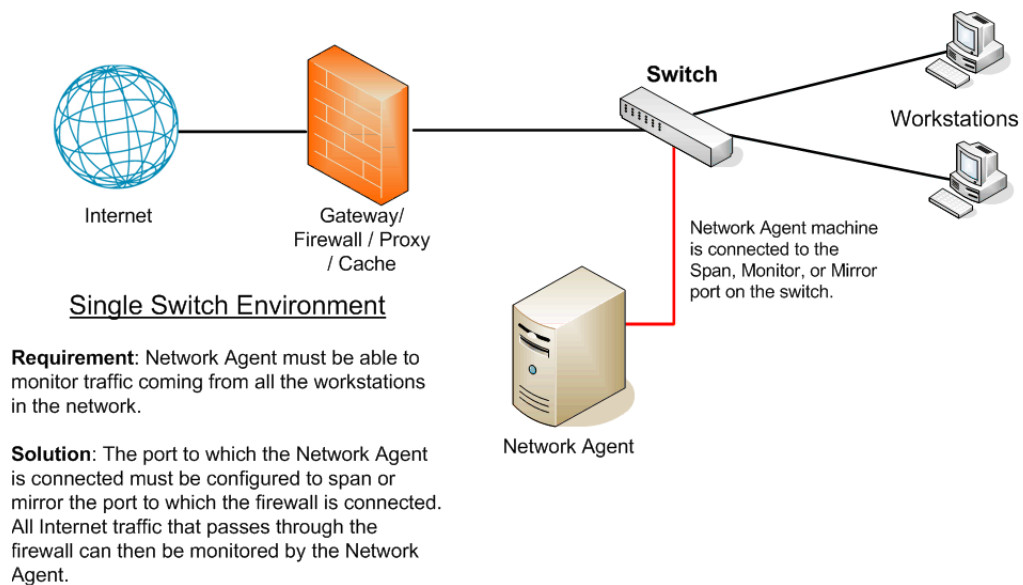 Switch
Workstations
Internet
Gateway/
Firewall / Proxy
/ Cache
Network Agent machine
is connected to the
Span, Monitor, or Mirror
port on the switch.
Single Switch Environment
Requirement: Network Agent must be able to
monitor traffic coming from all the workstations
in the network.
Network Agent
Solution: The port to which the Network Agent
is connected must be configured to span or
mirror the port to which the firewall is connected.
All Internet traffic that passes through the
firewall can then be monitored by the Network
Agent.